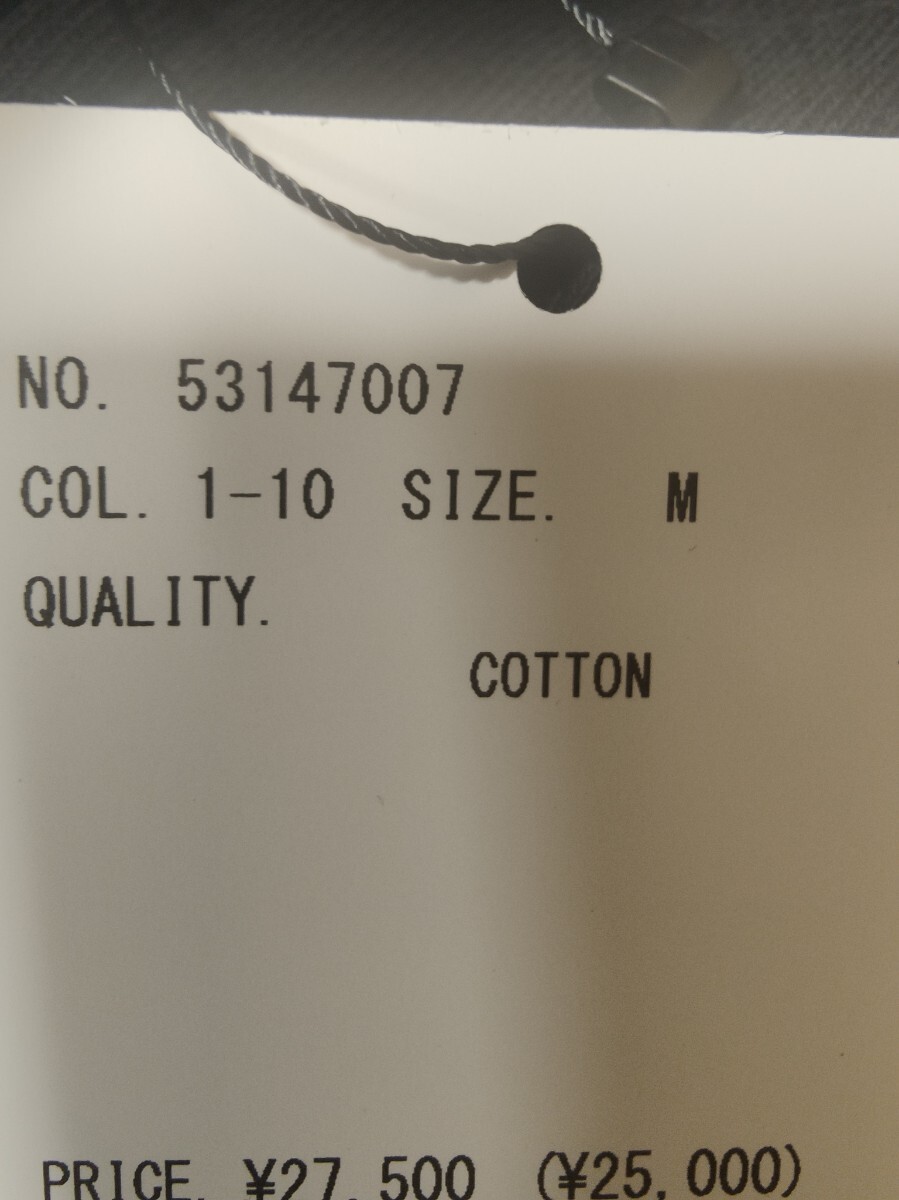 NO. 53147007
COL. 1-10 SIZE. M
QUALITY.
COTTON
PRICE. ¥27,500 (¥25,000)